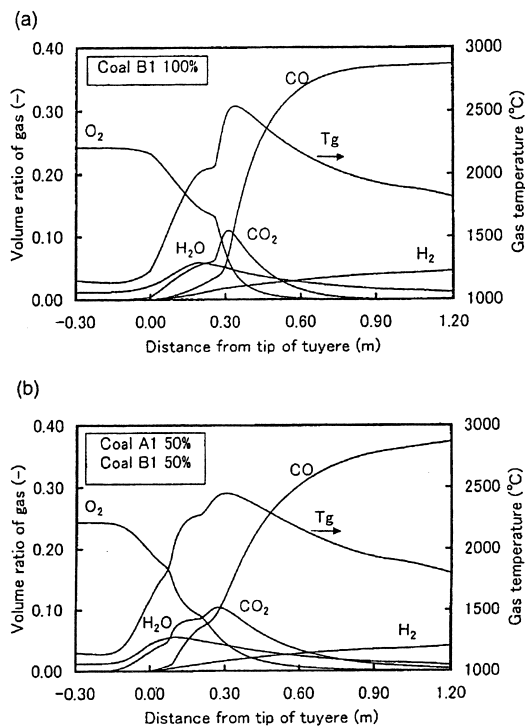 (a)
Coal B1 100%
O2
CO
Tg
H2O
CO2
H2
0.40
0.30
0.20
0.10
0.00
3000
2500
2000
1500
1000
-0.30
0.00
0.30
0.60
0.90
1.20
Volume ratio of gas (-)
Gas temperature (°C)
Distance from tip of tuyere (m)
(b)
Coal A1 50%
Coal B1 50%
O2
CO
Tg
H2O
CO2
H2
0.40
0.30
0.20
0.10
0.00
3000
2500
2000
1500
1000
-0.30
0.00
0.30
0.60
0.90
1.20
Volume ratio of gas (-)
Gas temperature (°C)
Distance from tip of tuyere (m)